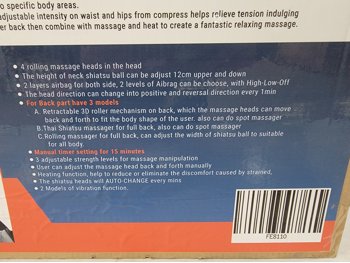 o specific body areas.
djustable intensity on waist and hips from compress helps relieve tension indulging
er back then combine with massage and heat to create a fantastic relaxing massage.
• 4 rolling massage heads in the head
• The height of neck shiatsu ball can be adjust 12cm upper and down
• 2 layers airbag for both side, 2 levels of Aibrag can be choose, with High-Low-Off
• The head direction can change into positive and reversal direction every 1min
• For Back part have 3 models
A. Retractable 3D roller mechanism on back, which the massage heads can move
back and forth to fit the body shape of the user. also can do spot massager
B.Thai Shiatsu massager for full back, also can do spot massager
C.Rolling massager for full back, can adjust the width of shiatsu ball to suitable
for all body.
• Manual timer setting for 15 minutes
• 3 adjustable strength levels for massage manipulation
• User can adjust the massage head back and forth manually
• Heating function, help to reduce or eliminate the discomfort caused by strained,
• The shiatsu heads will AUTO-CHANGE every mins
• 2 Models of vibration function.
FE8110